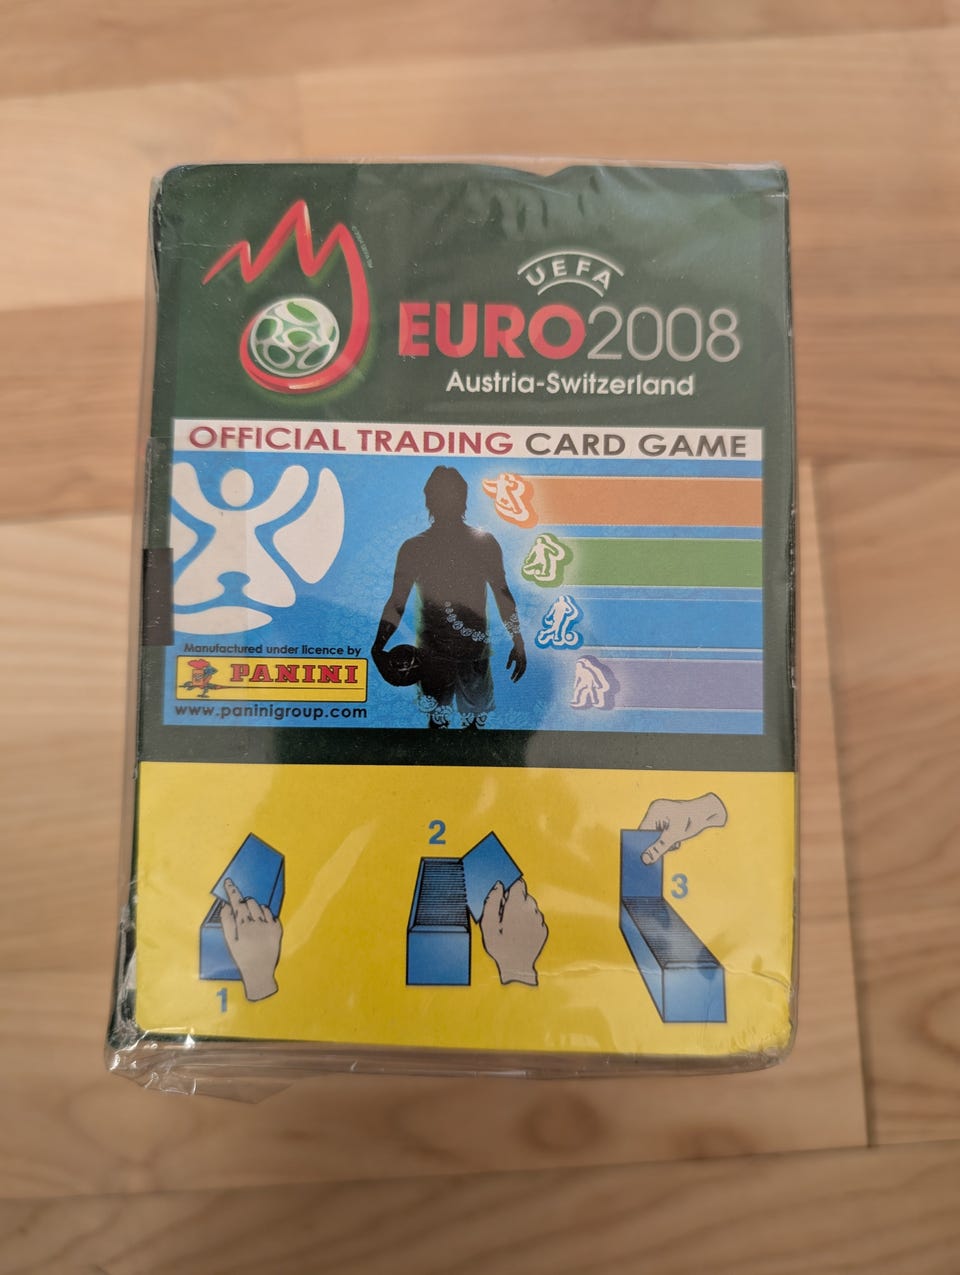 UEFA
EURO2008
Austria-Switzerland
OFFICIAL TRADING CARD GAME
Manufactured under licence by
PANINI
www.paninigroup.com
2
3
1